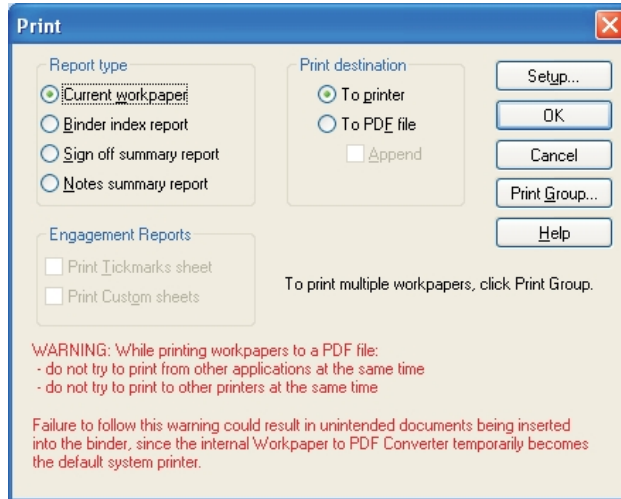 Print
Report type
Current workpaper
Binder index report
Sign off summary report
Notes summary report
Print destination
To printer
To PDF file
Append
Setup...
OK
Cancel
Print Group...
Help
Engagement Reports
Print Tickmarks sheet
Print Custom sheets
To print multiple workpapers, click Print Group.
WARNING: While printing workpapers to a PDF file:
- do not try to print from other applications at the same time
- do not try to print to other printers at the same time
Failure to follow this warning could result in unintended documents being inserted
into the binder, since the internal Workpaper to PDF Converter temporarily becomes
the default system printer.